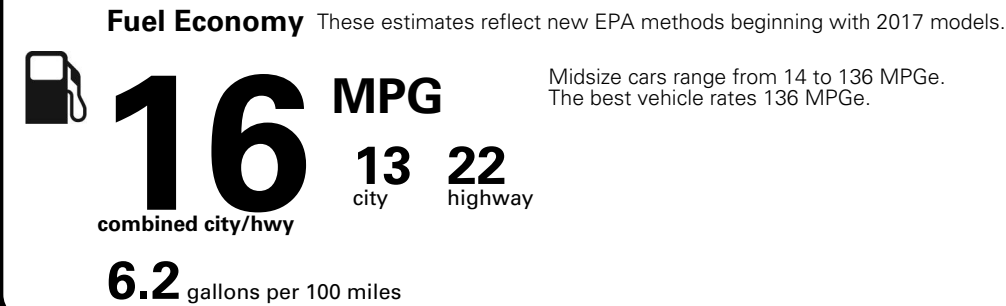 Fuel Economy These estimates reflect new EPA methods beginning with 2017 models.
16 MPG
Midsize cars range from 14 to 136 MPGe.
The best vehicle rates 136 MPGe.
13 22
city highway
combined city/hwy
6.2 gallons per 100 miles